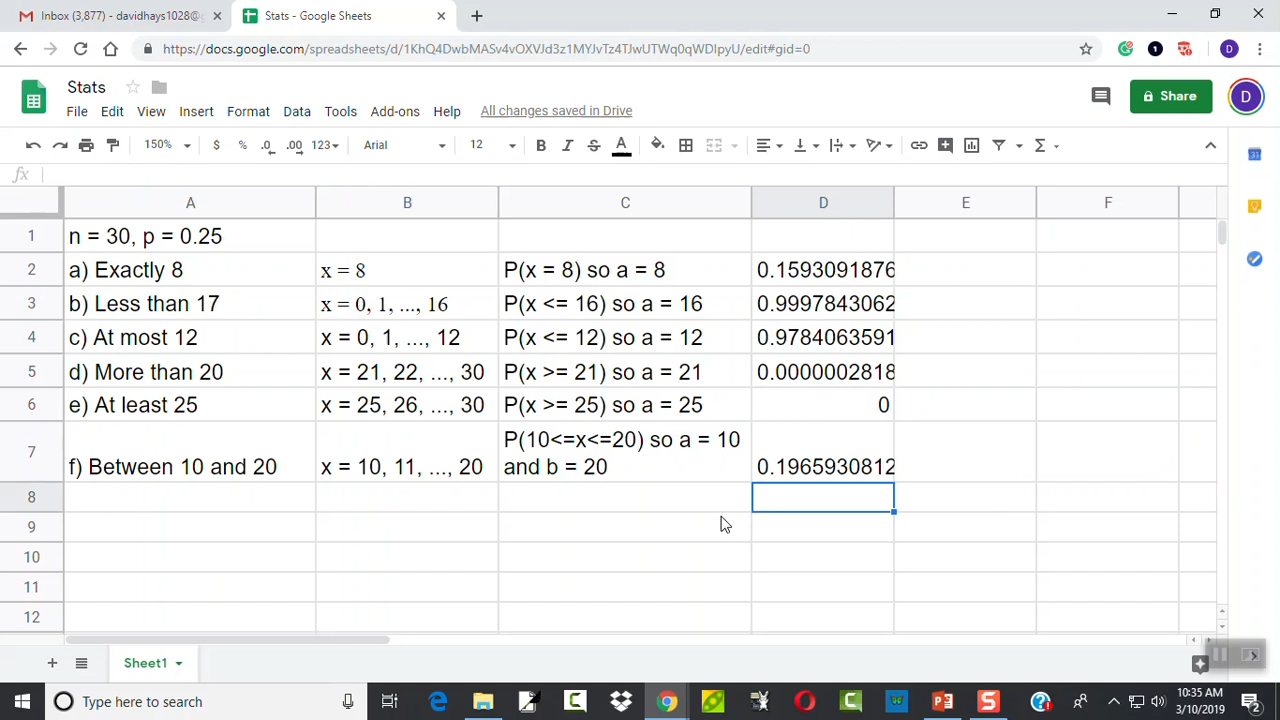 Inbox (3,877) - davidhays1028@g
Stats - Google Sheets
https://docs.google.com/spreadsheets/d/1KhQ4DwbMASv4vOXVJd3z1MYJvTz4TJwUTWq0qWDIpyU/edit#gid=0
Stats
File Edit View Insert Format Data Tools Add-ons Help All changes saved in Drive
Share
D
150% $ % .0 .00 123 Arial 12 B I S A
fx
A B C D E F
1 n = 30, p = 0.25
2 a) Exactly 8 x = 8 P(x = 8) so a = 8 0.1593091876
3 b) Less than 17 x = 0, 1, ..., 16 P(x <= 16) so a = 16 0.9997843062
4 c) At most 12 x = 0, 1, ..., 12 P(x <= 12) so a = 12 0.9784063591
5 d) More than 20 x = 21, 22, ..., 30 P(x >= 21) so a = 21 0.0000002818
6 e) At least 25 x = 25, 26, ..., 30 P(x >= 25) so a = 25 0
7 f) Between 10 and 20 x = 10, 11, ..., 20 P(10<=x<=20) so a = 10
and b = 20 0.1965930812
8
9
10
11
12
Sheet1
Type here to search
10:35 AM
3/10/2019
2